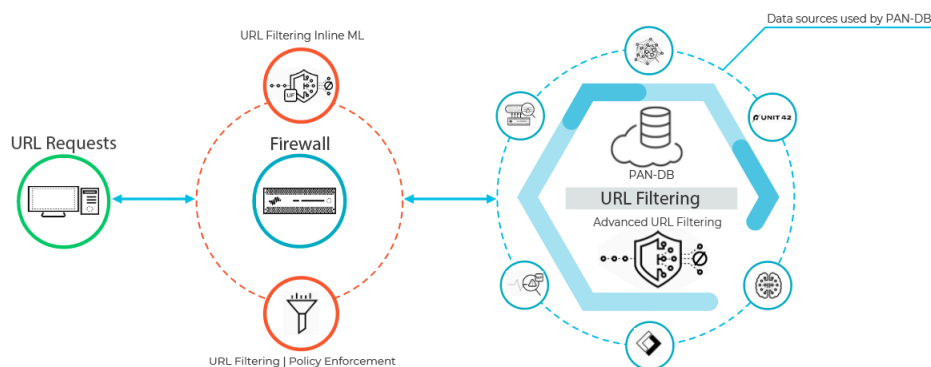 Data sources used by PAN-DB
URL Filtering Inline ML
UF
UNIT 42
URL Requests
Firewall
PAN-DB
URL Filtering
Advanced URL Filtering
URL Filtering | Policy Enforcement